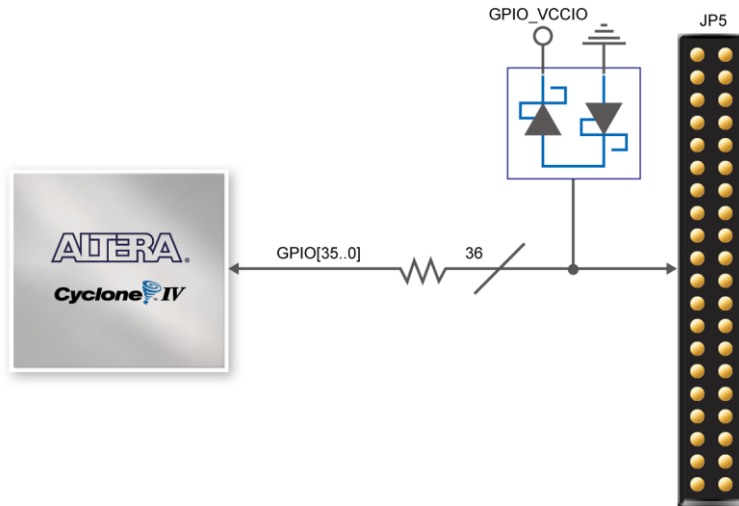 GPIO_VCCIO
JP5
ALTERA.
Cyclone IV
GPIO[35..0]
36